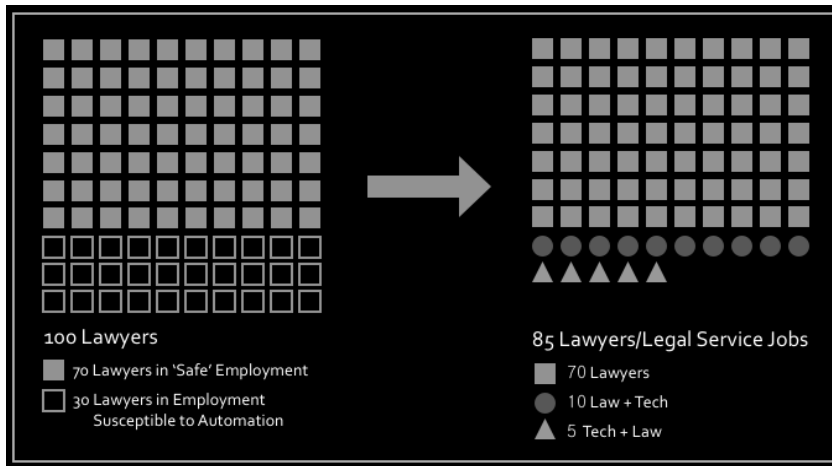 100 Lawyers
70 Lawyers in ‘Safe’ Employment
30 Lawyers in Employment
Susceptible to Automation
85 Lawyers/Legal Service Jobs
70 Lawyers
10 Law + Tech
5 Tech + Law